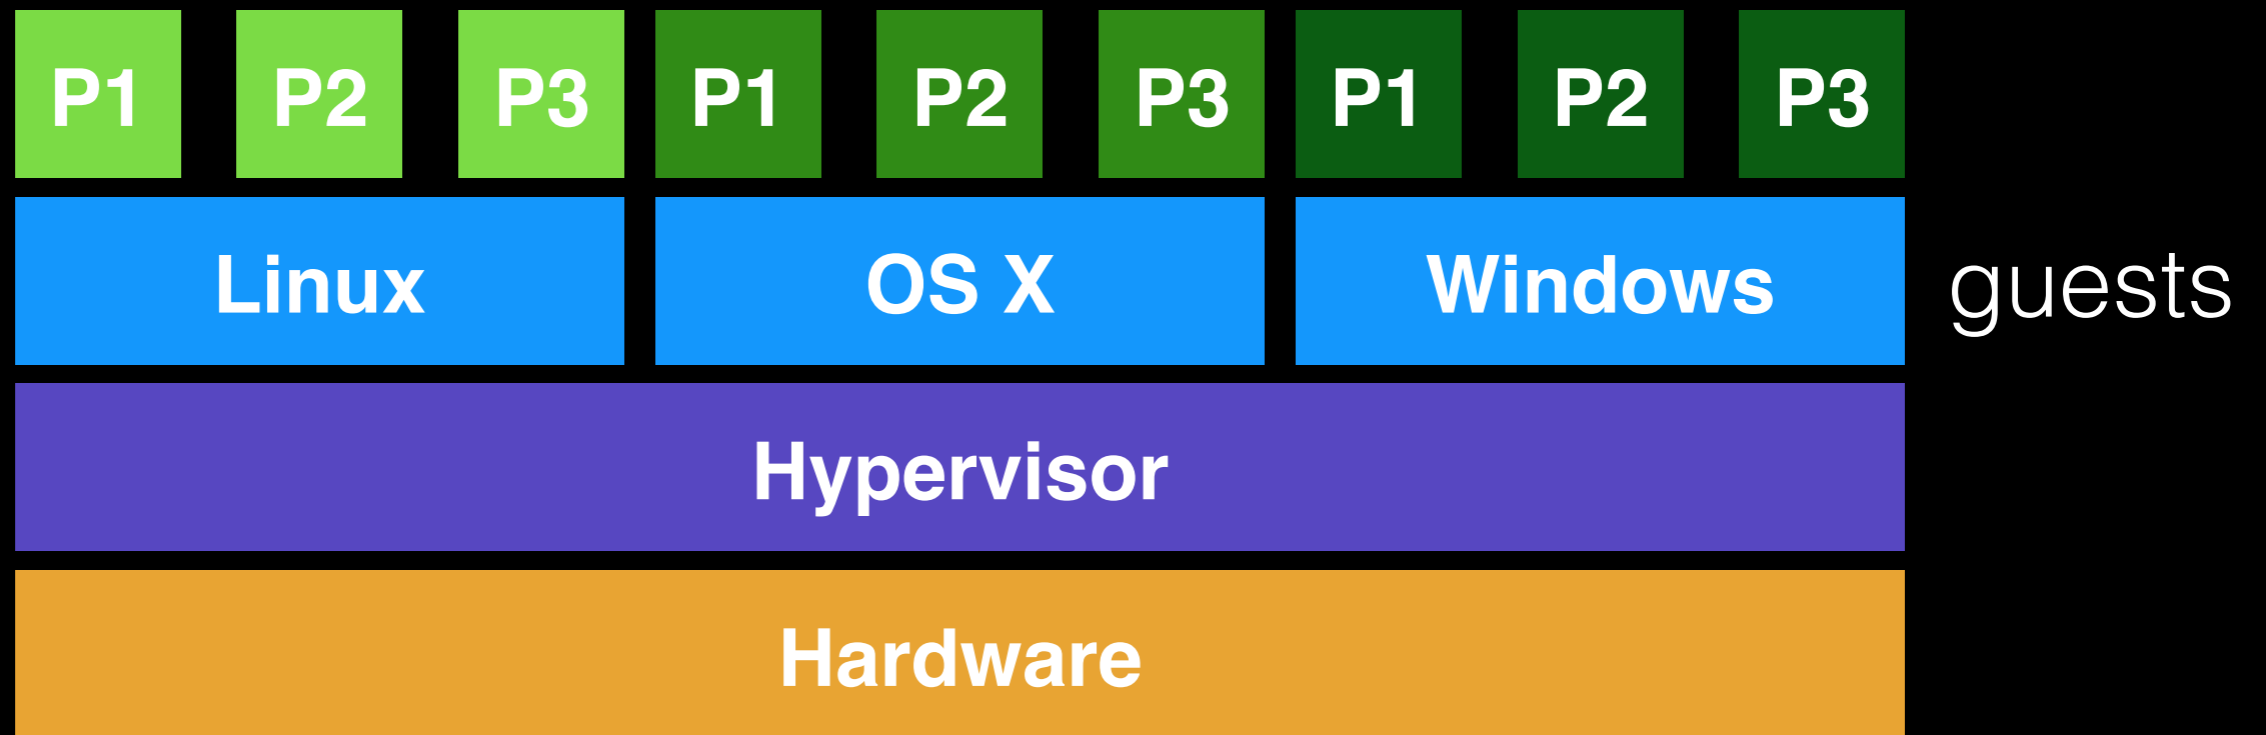 P1 P2 P3 P1 P2 P3 P1 P2 P3
Linux OS X Windows guests
Hypervisor
Hardware